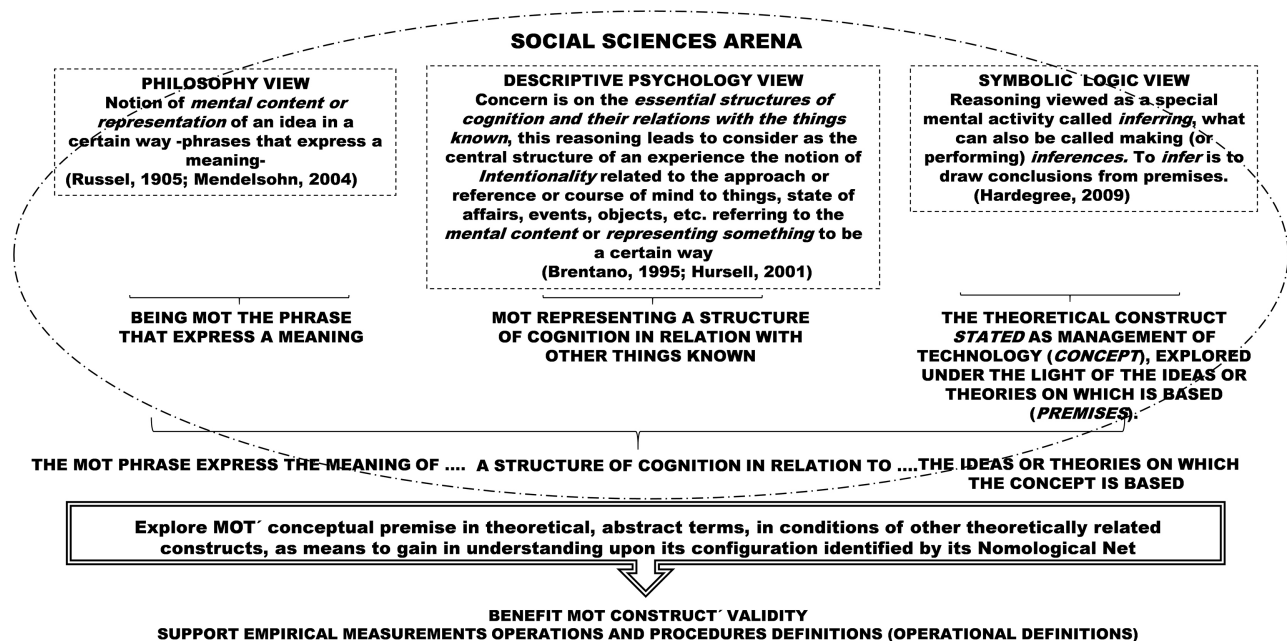 SOCIAL SCIENCES ARENA
PHILOSOPHY VIEW
Notion of mental content or
representation of an idea in a
certain way -phrases that express a
meaning-
(Russel, 1905; Mendelsohn, 2004)
DESCRIPTIVE PSYCHOLOGY VIEW
Concern is on the essential structures of
cognition and their relations with the things
known, this reasoning leads to consider as the
central structure of an experience the notion of
Intentionality related to the approach or
reference or course of mind to things, state of
affairs, events, objects, etc. referring to the
mental content or representing something to be
a certain way
(Brentano, 1995; Hursell, 2001)
SYMBOLIC LOGIC VIEW
Reasoning viewed as a special
mental activity called inferring, what
can also be called making (or
performing) inferences. To infer is to
draw conclusions from premises.
(Hardegree, 2009)
BEING MOT THE PHRASE
THAT EXPRESS A MEANING
MOT REPRESENTING A STRUCTURE
OF COGNITION IN RELATION WITH
OTHER THINGS KNOWN
THE THEORETICAL CONSTRUCT
STATED AS MANAGEMENT OF
TECHNOLOGY (CONCEPT), EXPLORED
UNDER THE LIGHT OF THE IDEAS OR
THEORIES ON WHICH IS BASED
(PREMISES).
THE MOT PHRASE EXPRESS THE MEANING OF .... A STRUCTURE OF COGNITION IN RELATION TO ....THE IDEAS OR THEORIES ON WHICH
THE CONCEPT IS BASED
Explore MOT´ conceptual premise in theoretical, abstract terms, in conditions of other theoretically related
constructs, as means to gain in understanding upon its configuration identified by its Nomological Net
BENEFIT MOT CONSTRUCT´ VALIDITY
SUPPORT EMPIRICAL MEASUREMENTS OPERATIONS AND PROCEDURES DEFINITIONS (OPERATIONAL DEFINITIONS)